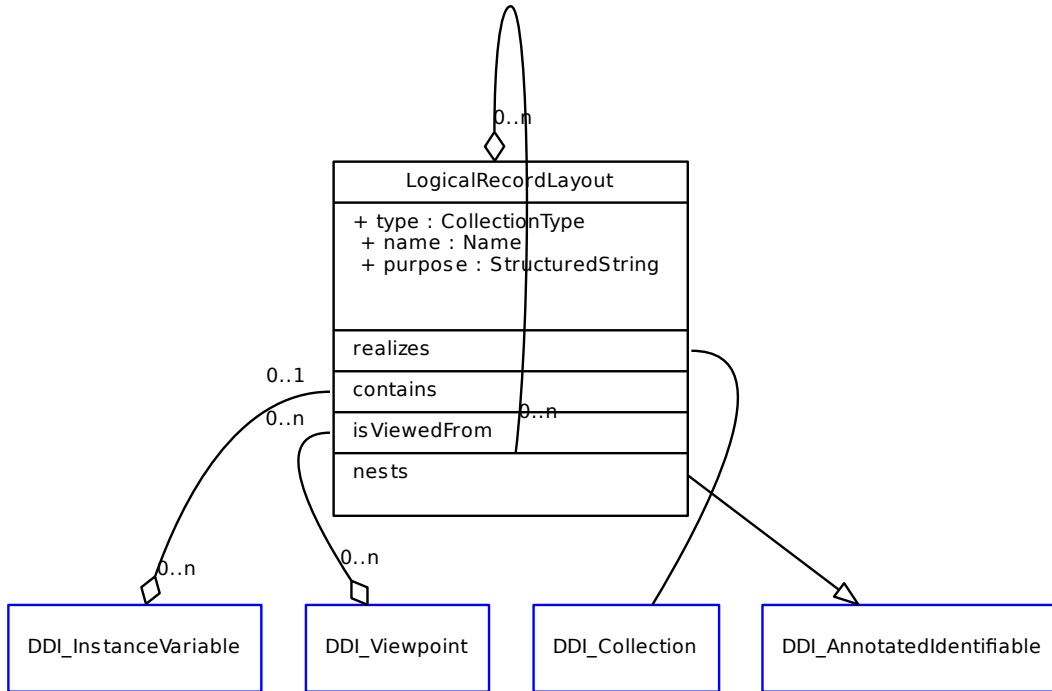 0..n
LogicalRecordLayout
+ type : CollectionType
+ name : Name
+ purpose : StructuredString
realizes
0..1
contains
0..n
0..n
isViewedFrom
nests
0..n
0..n
DDI_InstanceVariable
DDI_Viewpoint
DDI_Collection
DDI_AnnotatedIdentifiable